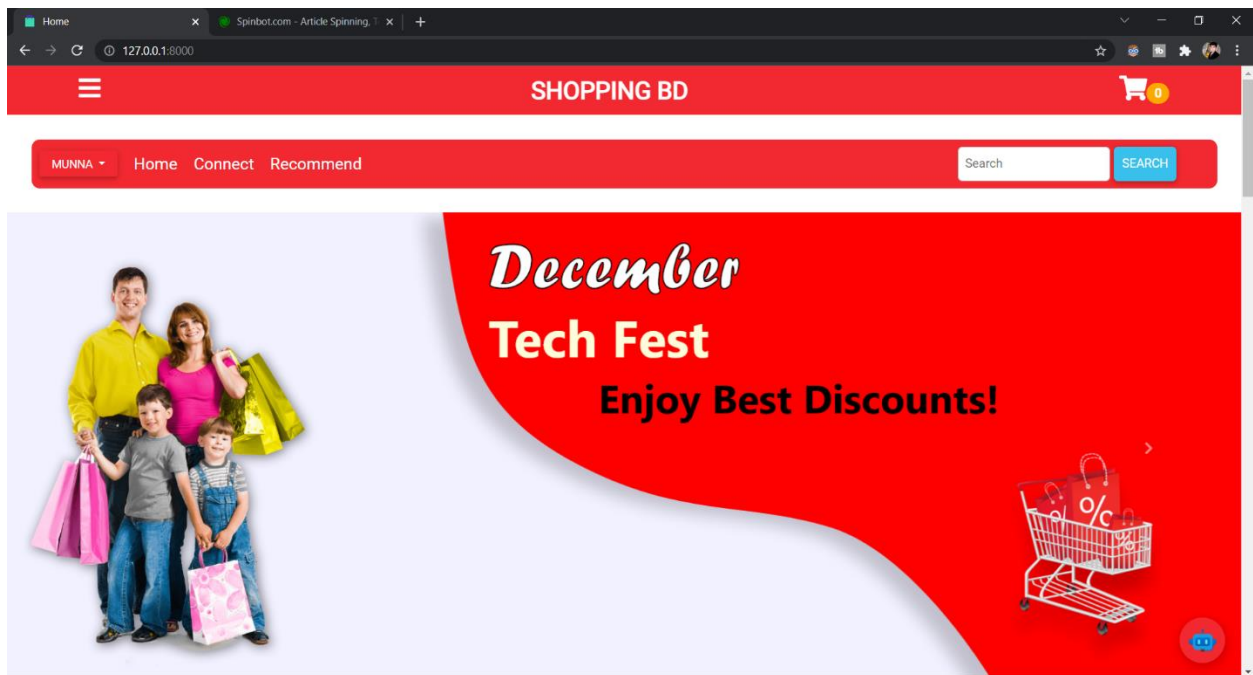 Home
Spinbot.com - Article Spinning, T
127.0.0.1:8000
SHOPPING BD
0
MUNNA
Home Connect Recommend
Search
SEARCH
December
Tech Fest
Enjoy Best Discounts!
%
%
%